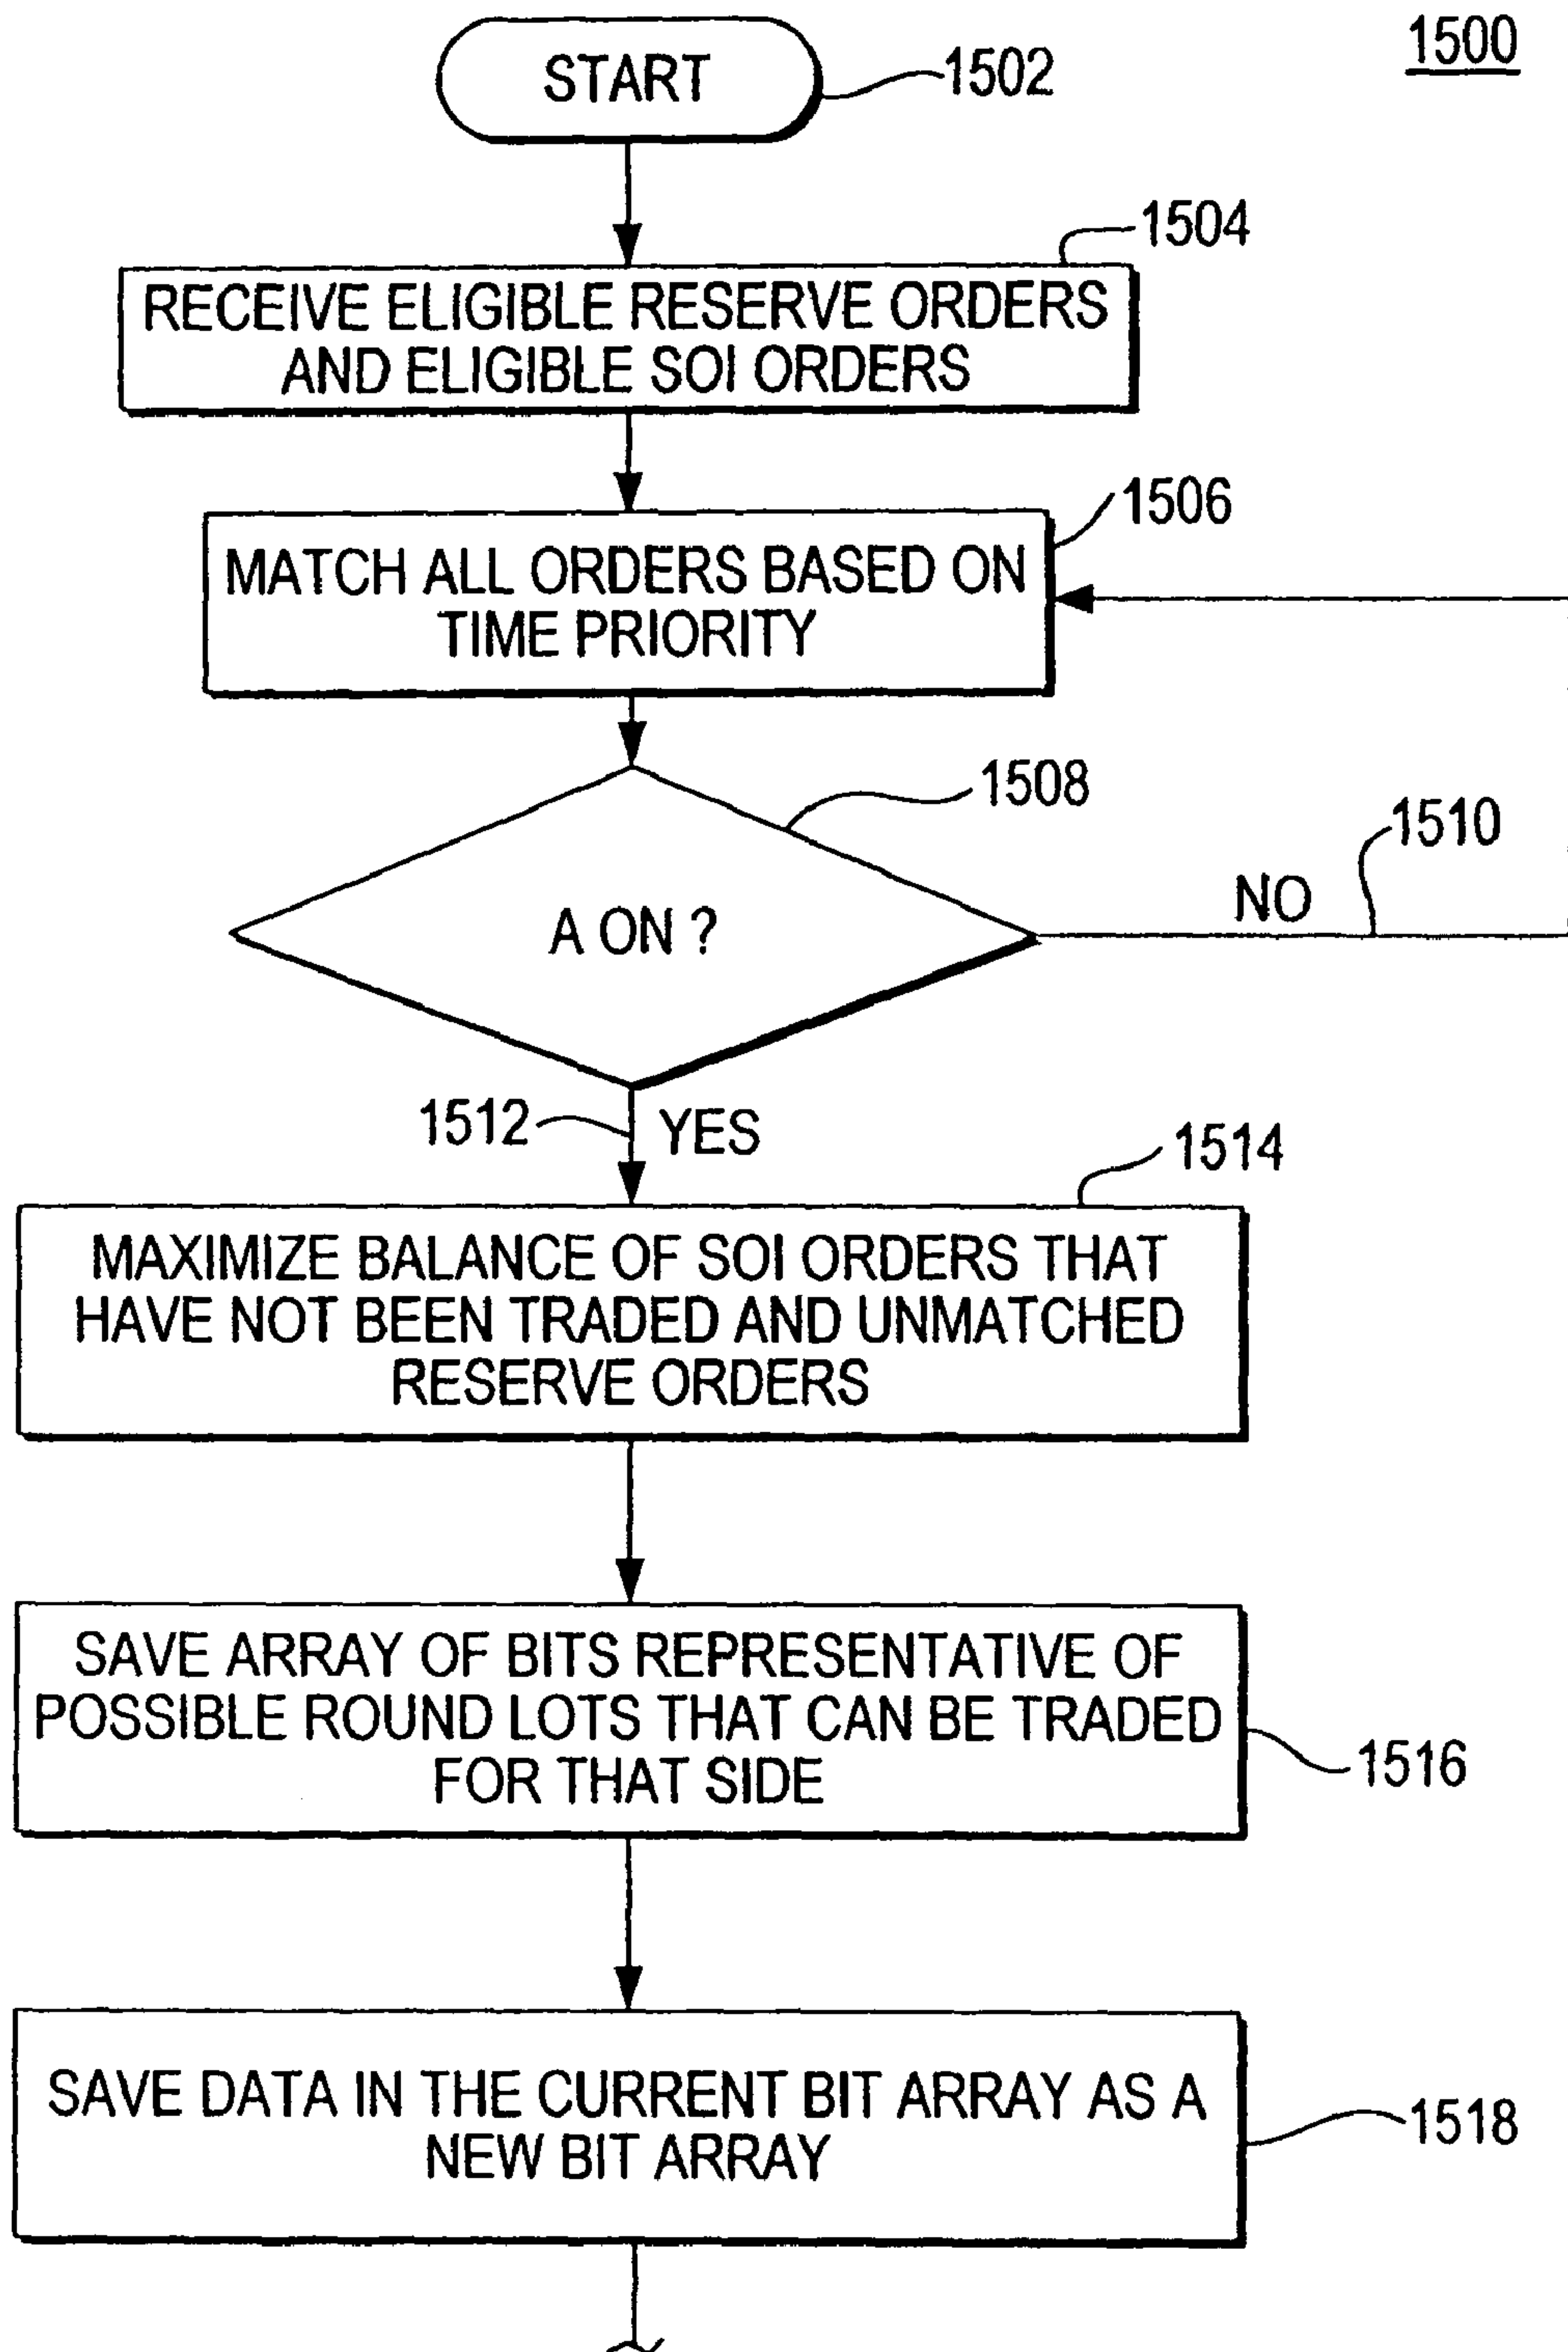 1500
START
1502
1504
RECEIVE ELIGIBLE RESERVE ORDERS
AND ELIGIBLE SOI ORDERS
1506
MATCH ALL ORDERS BASED ON
TIME PRIORITY
1508
1510
A ON ?
NO
1512
YES
1514
MAXIMIZE BALANCE OF SOI ORDERS THAT
HAVE NOT BEEN TRADED AND UNMATCHED
RESERVE ORDERS
SAVE ARRAY OF BITS REPRESENTATIVE OF
POSSIBLE ROUND LOTS THAT CAN BE TRADED
FOR THAT SIDE
1516
SAVE DATA IN THE CURRENT BIT ARRAY AS A
NEW BIT ARRAY
1518